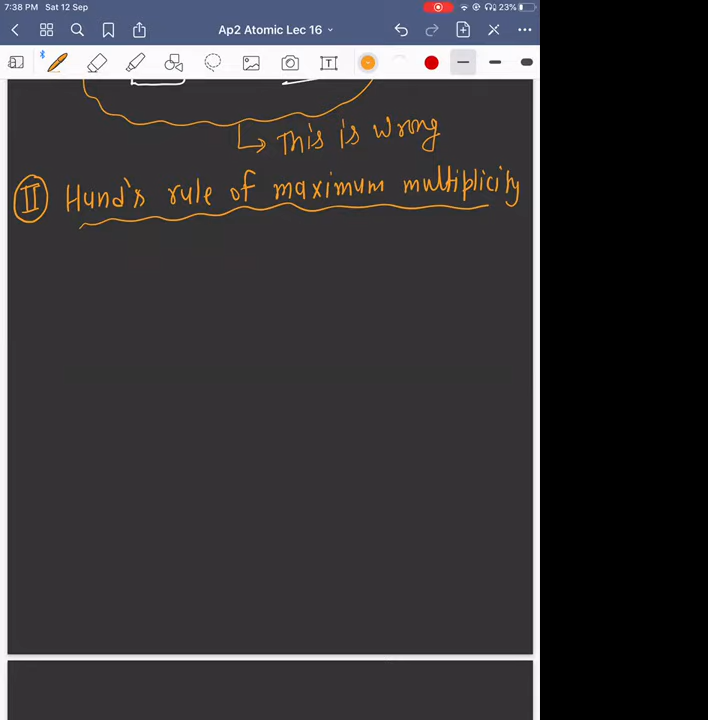 7:38 PM Sat 12 Sep
23%
Ap2 Atomic Lec 16
T
This is wrong
II Hund's rule of maximum multiplicity